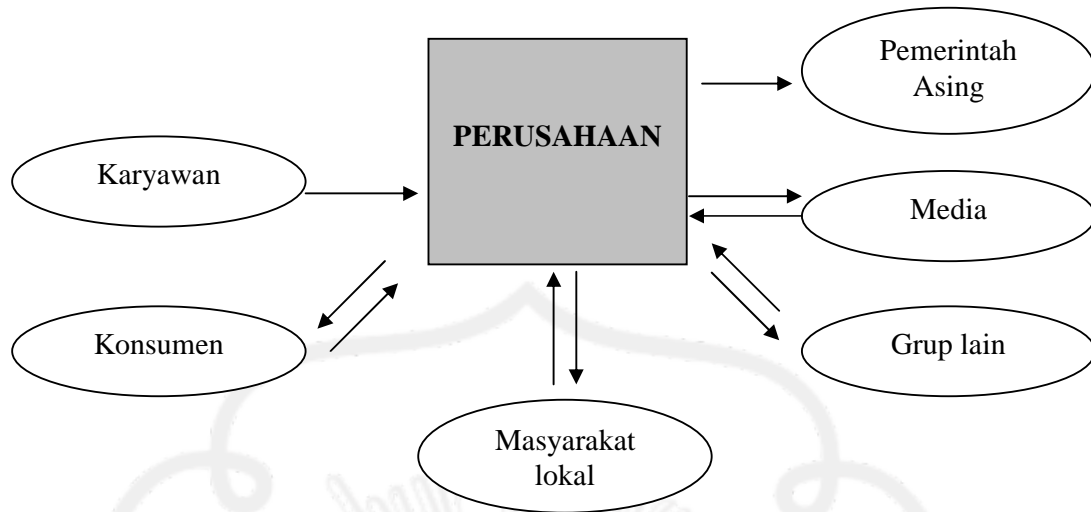 Pemerintah
Asing
PERUSAHAAN
Karyawan
Media
Konsumen
Grup lain
Masyarakat
lokal